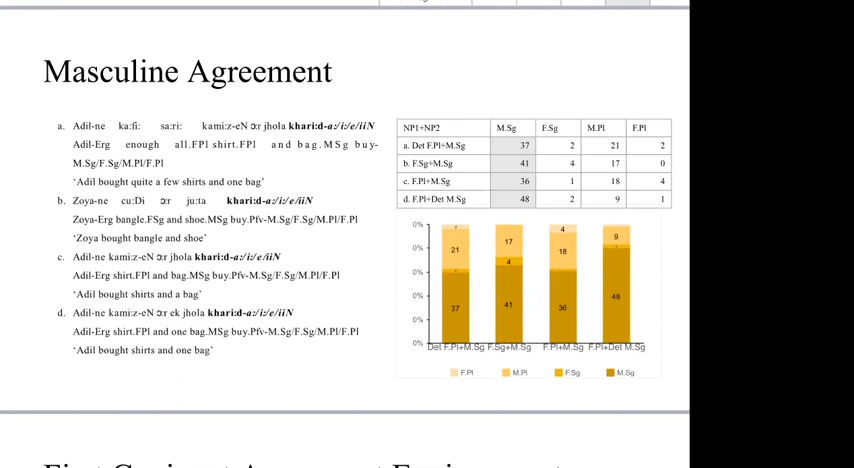 Masculine Agreement
a. Adil-ne ka:fi: sa:ri: kami:z-eN ɔ:r jhola khari:d-a:/i:/e/iiN
Adil-Erg enough all.FPl shirt.FPl and bag.MSg buy-
M.Sg/F.Sg/M.Pl/F.Pl
‘Adil bought quite a few shirts and one bag’
b. Zoya-ne cu:Di ɔ:r ju:ta khari:d-a:/i:/e/iiN
Zoya-Erg bangle.FSg and shoe.MSg buy.Pfv-M.Sg/F.Sg/M.Pl/F.Pl
‘Zoya bought bangle and shoe’
c. Adil-ne kami:z-eN ɔ:r jhola khari:d-a:/i:/e/iiN
Adil-Erg shirt.FPl and bag.MSg buy.Pfv-M.Sg/F.Sg/M.Pl/F.Pl
‘Adil bought shirts and a bag’
d. Adil-ne kami:z-eN ɔ:r ek jhola khari:d-a:/i:/e/iiN
Adil-Erg shirt.FPl and one bag.MSg buy.Pfv-M.Sg/F.Sg/M.Pl/F.Pl
‘Adil bought shirts and one bag’
NP1+NP2 M.Sg F.Sg M.Pl F.Pl
a. Det F.Pl+M.Sg 37 2 21 2
b. F.Sg+M.Sg 41 4 17 0
c. F.Pl+M.Sg 36 1 18 4
d. F.Pl+Det M.Sg 48 2 9 1
0%
0%
0%
0%
0%
0%
21
37
17
4
41
4
18
36
9
48
Det F.Pl+M.Sg F.Sg+M.Sg F.Pl+M.Sg F.Pl+Det M.Sg
F.Pl M.Pl F.Sg M.Sg